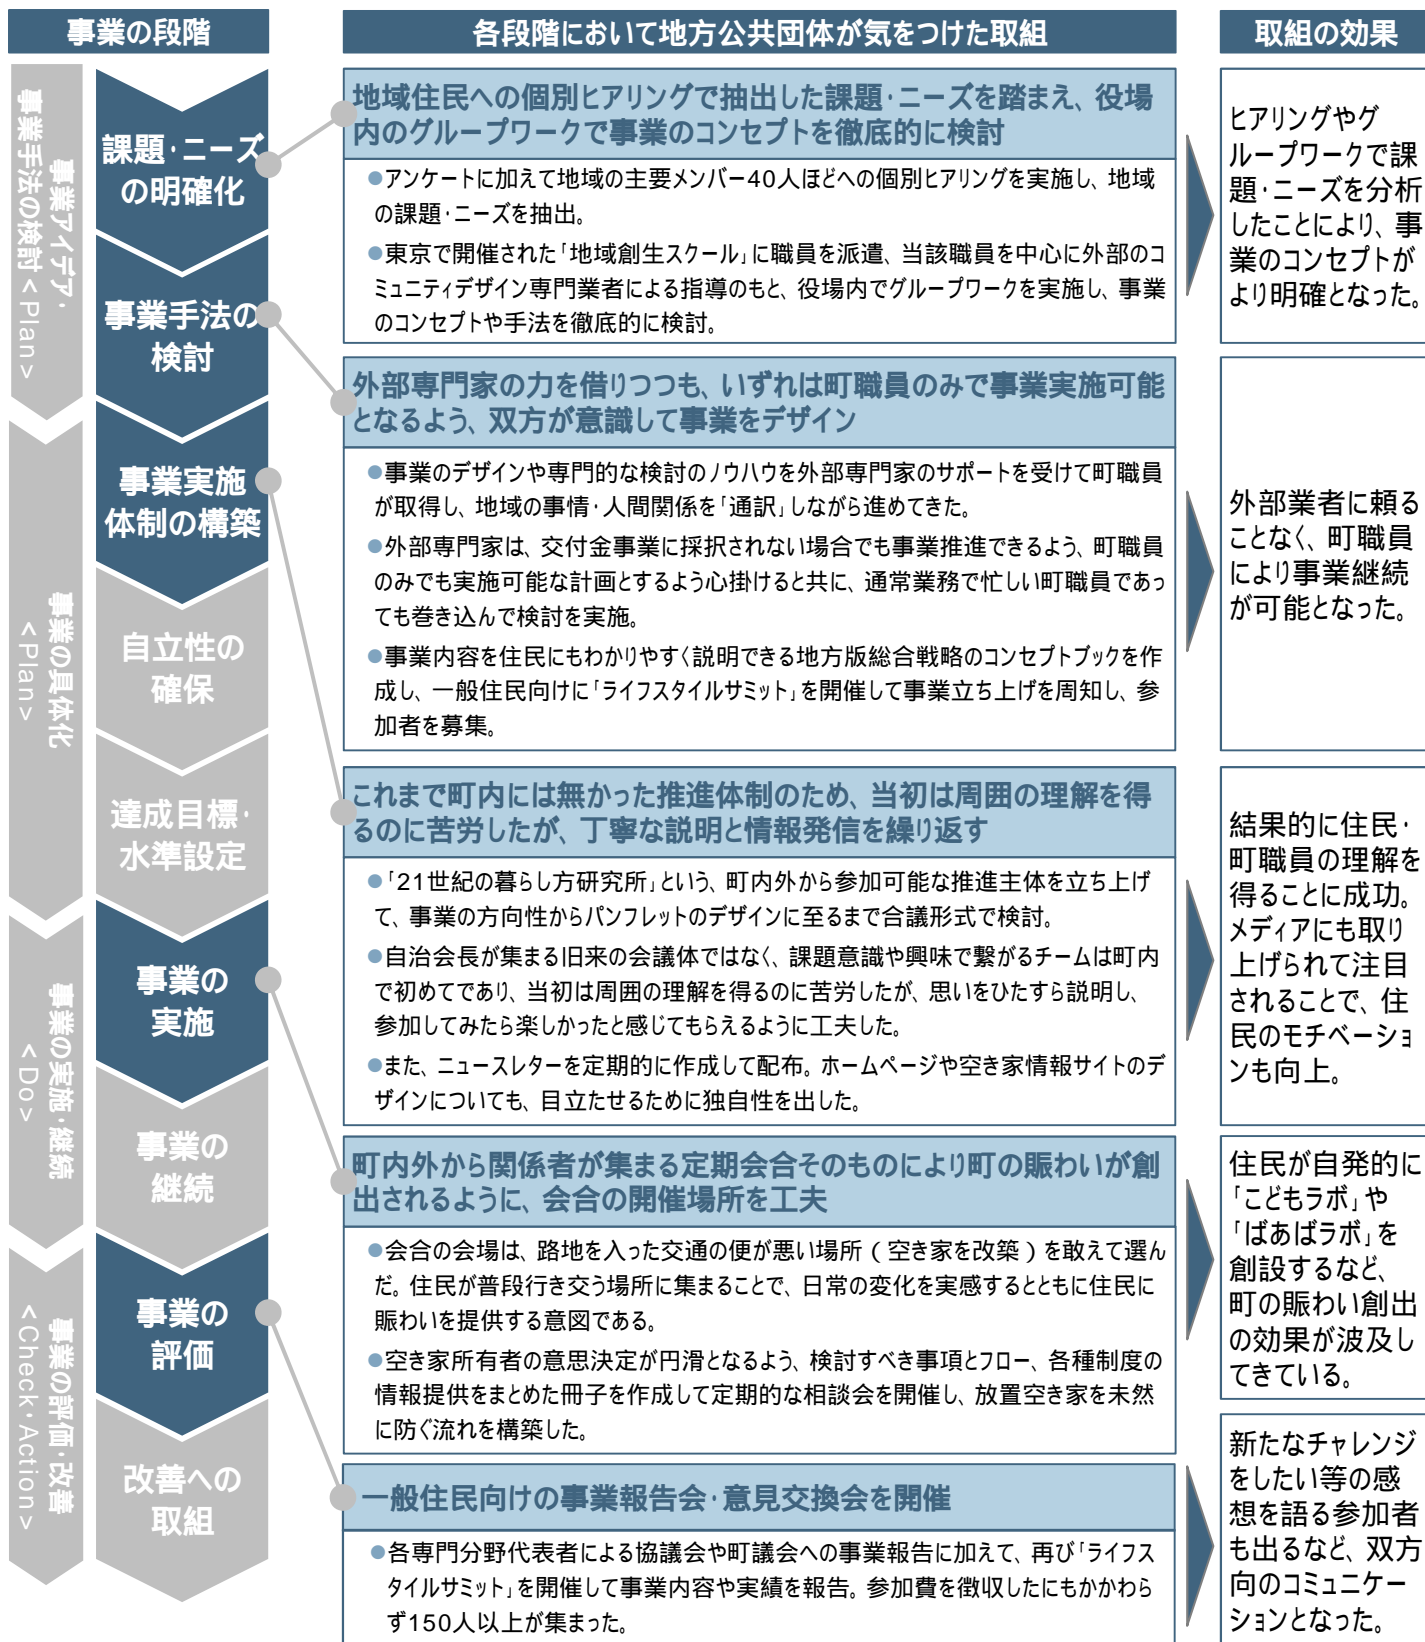 事業の段階
各段階において地方公共団体が気をつけた取組
取組の効果
事業アイデア・
事業手法の検討<Plan>
課題・ニーズ
の明確化
事業手法の
検討
事業の具体化
<Plan>
事業実施
体制の構築
自立性の
確保
達成目標・
水準設定
事業の実施・継続
<Do>
事業の
実施
事業の
継続
事業の評価・改善
<Check・Action>
事業の
評価
改善への
取組
地域住民への個別ヒアリングで抽出した課題・ニーズを踏まえ、役場
内のグループワークで事業のコンセプトを徹底的に検討
●アンケートに加えて地域の主要メンバー40人ほどへの個別ヒアリングを実施し、地域
の課題・ニーズを抽出。
●東京で開催された「地域創生スクール」に職員を派遣、当該職員を中心に外部のコ
ミュニティデザイン専門業者による指導のもと、役場内でグループワークを実施し、事業
のコンセプトや手法を徹底的に検討。
ヒアリングやグ
ループワークで課
題・ニーズを分析
したことにより、事
業のコンセプトが
より明確となった。
外部専門家の力を借りつつも、いずれは町職員のみで事業実施可能
となるよう、双方が意識して事業をデザイン
●事業のデザインや専門的な検討のノウハウを外部専門家のサポートを受けて町職員
が取得し、地域の事情・人間関係を「通訳」しながら進めてきた。
●外部専門家は、交付金事業に採択されない場合でも事業推進できるよう、町職員
のみでも実施可能な計画とするよう心掛けると共に、通常業務で忙しい町職員であっ
ても巻き込んで検討を実施。
●事業内容を住民にもわかりやすく説明できる地方版総合戦略のコンセプトブックを作
成し、一般住民向けに「ライフスタイルサミット」を開催して事業立ち上げを周知し、参
加者を募集。
外部業者に頼る
ことなく、町職員
により事業継続
が可能となった。
これまで町内には無かった推進体制のため、当初は周囲の理解を得
るのに苦労したが、丁寧な説明と情報発信を繰り返す
●「21世紀の暮らし方研究所」という、町内外から参加可能な推進主体を立ち上げ
て、事業の方向性からパンフレットのデザインに至るまで合議形式で検討。
●自治会長が集まる旧来の会議体ではなく、課題意識や興味で繋がるチームは町内
で初めてであり、当初は周囲の理解を得るのに苦労したが、思いをひたすら説明し、
参加してみたら楽しかったと感じてもらえるように工夫した。
●また、ニュースレターを定期的に作成して配布。ホームページや空き家情報サイトのデ
ザインについても、目立たせるために独自性を出した。
結果的に住民・
町職員の理解を
得ることに成功。
メディアにも取り
上げられて注目
されることで、住
民のモチベーショ
ンも向上。
町内外から関係者が集まる定期会合そのものにより町の賑わいが創
出されるように、会合の開催場所を工夫
●会合の会場は、路地を入った交通の便が悪い場所（空き家を改築）を敢えて選ん
だ。住民が普段行き交う場所に集まることで、日常の変化を実感するとともに住民に
賑わいを提供する意図である。
●空き家所有者の意思決定が円滑となるよう、検討すべき事項とフロー、各種制度の
情報提供をまとめた冊子を作成して定期的な相談会を開催し、放置空き家を未然
に防ぐ流れを構築した。
住民が自発的に
「こどもラボ」や
「ばあばラボ」を
創設するなど、
町の賑わい創出
の効果が波及し
てきている。
一般住民向けの事業報告会・意見交換会を開催
●各専門分野代表者による協議会や町議会への事業報告に加えて、再び「ライフス
タイルサミット」を開催して事業内容や実績を報告。参加費を徴収したにもかかわら
ず150人以上が集まった。
新たなチャレンジ
をしたい等の感
想を語る参加者
も出るなど、双方
向のコミュニケー
ションとなった。